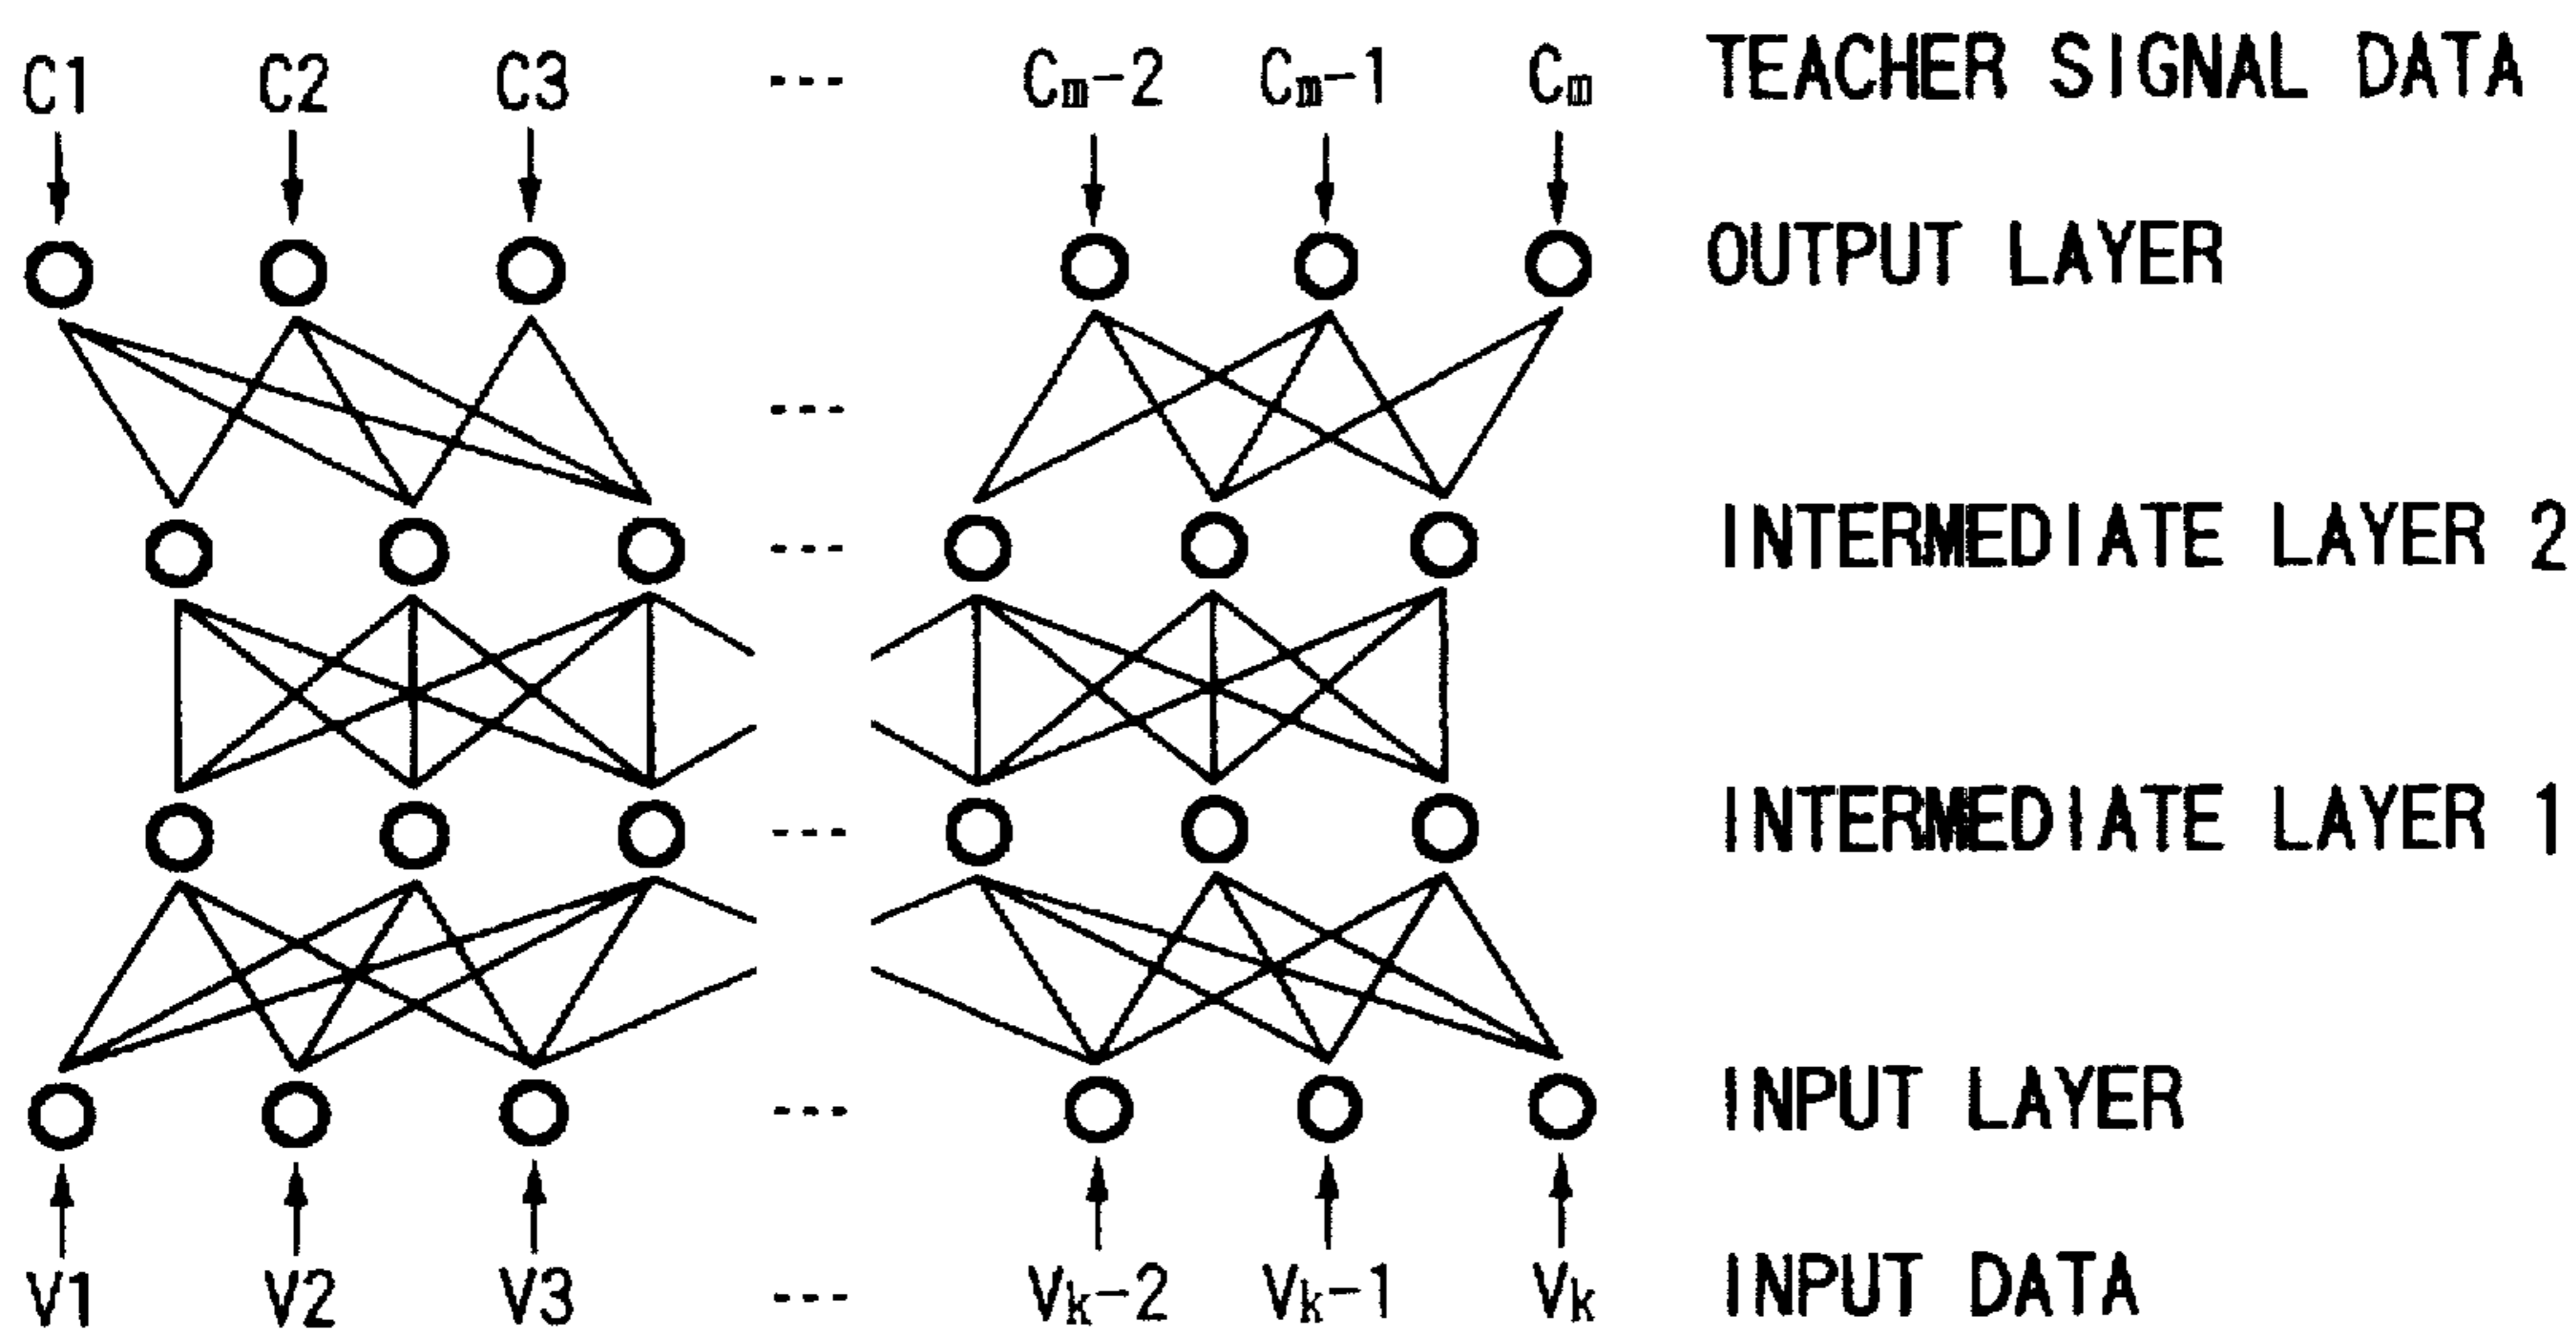 C1 C2 C3 --- Cm-2 Cm-1 Cm TEACHER SIGNAL DATA
OUTPUT LAYER
---
--- INTERMEDIATE LAYER 2
--- INTERMEDIATE LAYER 1
--- INPUT LAYER
V1 V2 V3 --- Vk-2 Vk-1 Vk INPUT DATA